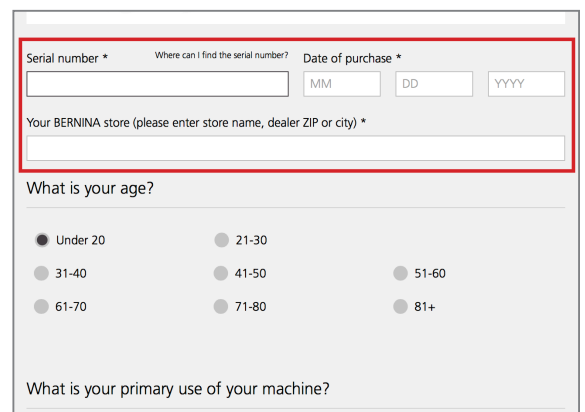 Serial number * Where can I find the serial number? Date of purchase *
MM DD YYYY
Your BERNINA store (please enter store name, dealer ZIP or city) *
What is your age?
Under 20 21-30
31-40 41-50 51-60
61-70 71-80 81+
What is your primary use of your machine?